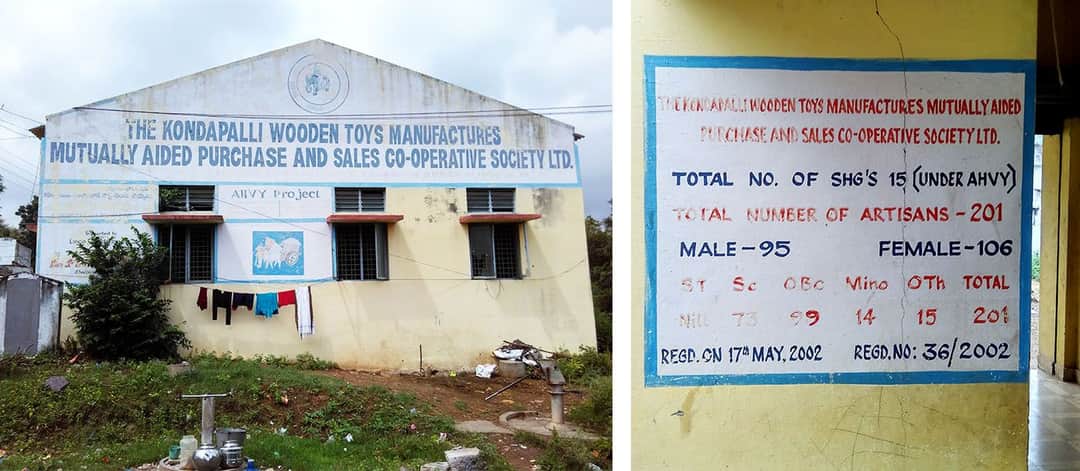 THE KONDAPALLI WOODEN TOYS MANUFACTURES
MUTUALLY AIDED PURCHASE AND SALES CO-OPERATIVE SOCIETY LTD.
AHVY Project
THE KONDAPALLI WOODEN TOYS MANUFACTURES MUTUALLY AIDED
PURCHASE AND SALES CO-OPERATIVE SOCIETY LTD.
TOTAL NO. OF SHG'S 15 (UNDER AHVY)
TOTAL NUMBER OF ARTISANS - 201
MALE - 95 FEMALE - 106
ST SC OBC Mino OTh TOTAL
Nill 73 99 14 15 201
REGD. ON 17th MAY, 2002 REGD. NO: 36/2002